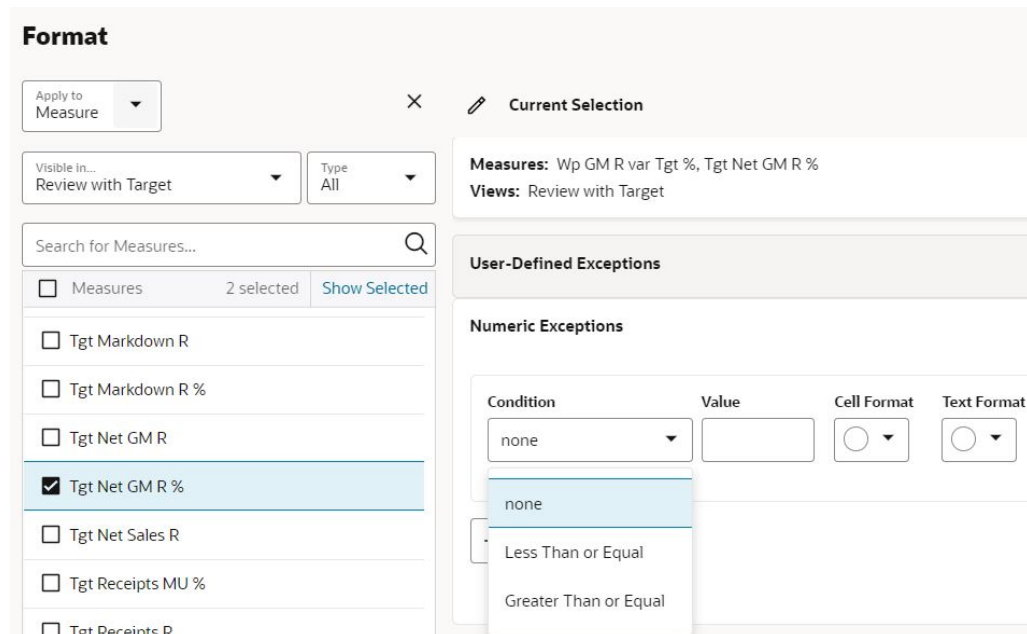 Format
Apply to
Measure
Visible in...
Review with Target
Type
All
Search for Measures...
Measures 2 selected Show Selected
Tgt Markdown R
Tgt Markdown R %
Tgt Net GM R
Tgt Net GM R %
Tgt Net Sales R
Tgt Receipts MU %
Tgt Receipts R
Current Selection
Measures: Wp GM R var Tgt %, Tgt Net GM R %
Views: Review with Target
User-Defined Exceptions
Numeric Exceptions
Condition Value Cell Format Text Format
none
none
Less Than or Equal
Greater Than or Equal